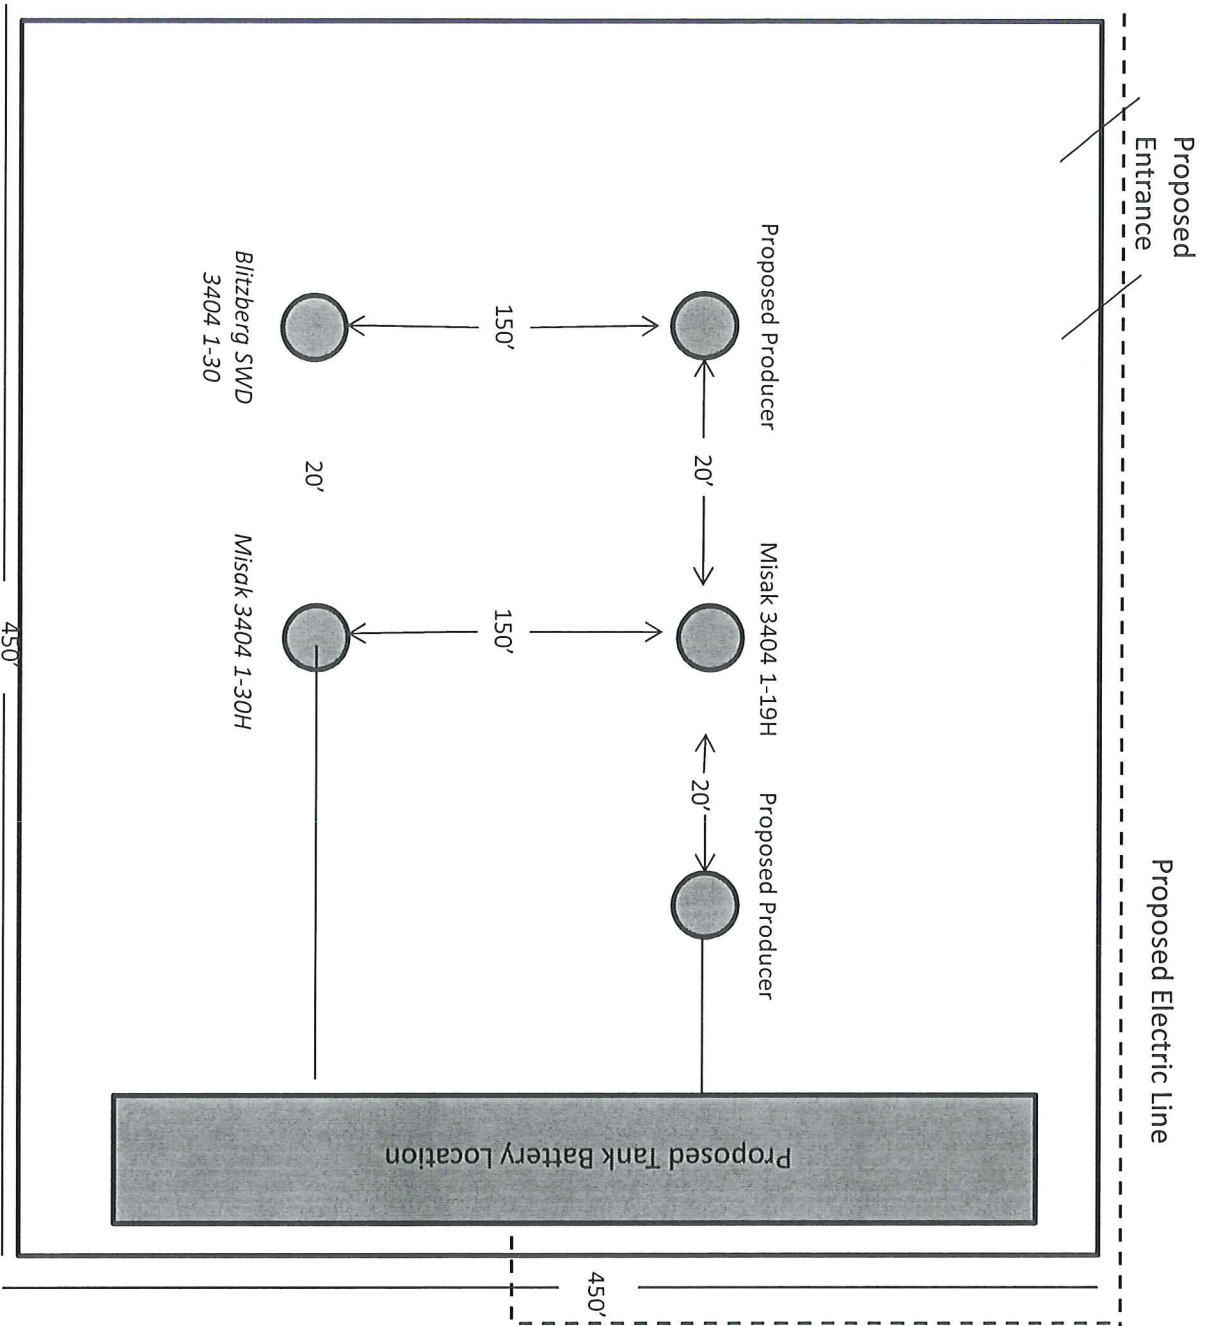 Proposed
Entrance
Proposed Electric Line
Proposed Producer
20’
Misak 3404 1-19H
20’
Proposed Producer
150’
150’
Blitzberg SWD
3404 1-30
20’
Misak 3404 1-30H
Proposed Tank Battery Location
450’
450’